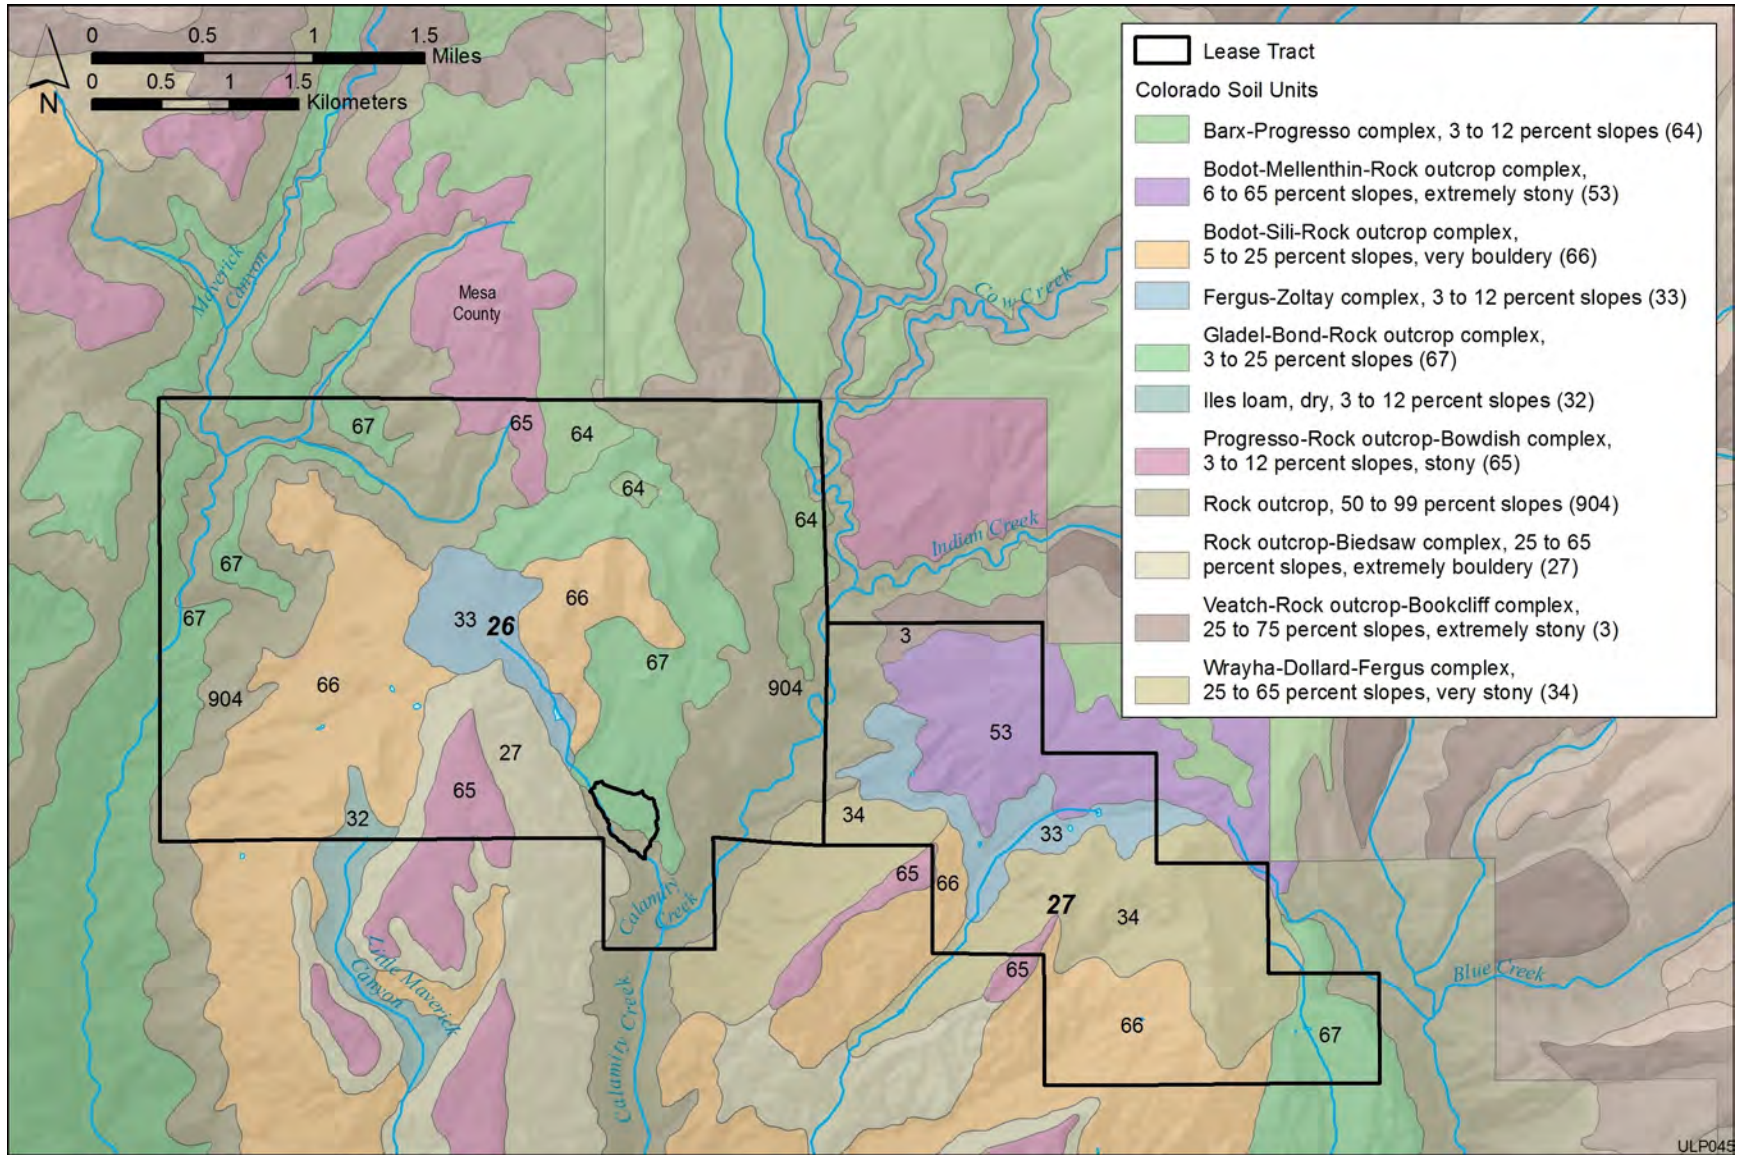 0 0.5 1 1.5
Miles
0 0.5 1 1.5
Kilometers
N
Lease Tract
Colorado Soil Units
Barx-Progresso complex, 3 to 12 percent slopes (64)
Bodot-Mellenthin-Rock outcrop complex,
6 to 65 percent slopes, extremely stony (53)
Bodot-Sili-Rock outcrop complex,
5 to 25 percent slopes, very bouldery (66)
Fergus-Zoltay complex, 3 to 12 percent slopes (33)
Gladel-Bond-Rock outcrop complex,
3 to 25 percent slopes (67)
Iles loam, dry, 3 to 12 percent slopes (32)
Progresso-Rock outcrop-Bowdish complex,
3 to 12 percent slopes, stony (65)
Rock outcrop, 50 to 99 percent slopes (904)
Rock outcrop-Biedsaw complex, 25 to 65
percent slopes, extremely bouldery (27)
Veatch-Rock outcrop-Bookcliff complex,
25 to 75 percent slopes, extremely stony (3)
Wrayha-Dollard-Fergus complex,
25 to 65 percent slopes, very stony (34)
Maverick
Canyon
Mesa
County
Cow Creek
67
65
64
64
64
Indian Creek
67
66
67
33
26
3
67
66
904
904
53
27
65
32
34
33
65
66
27
34
Calamity
Creek
Little Maverick
Canyon
65
Blue Creek
Calamity Creek
66
67
ULP045